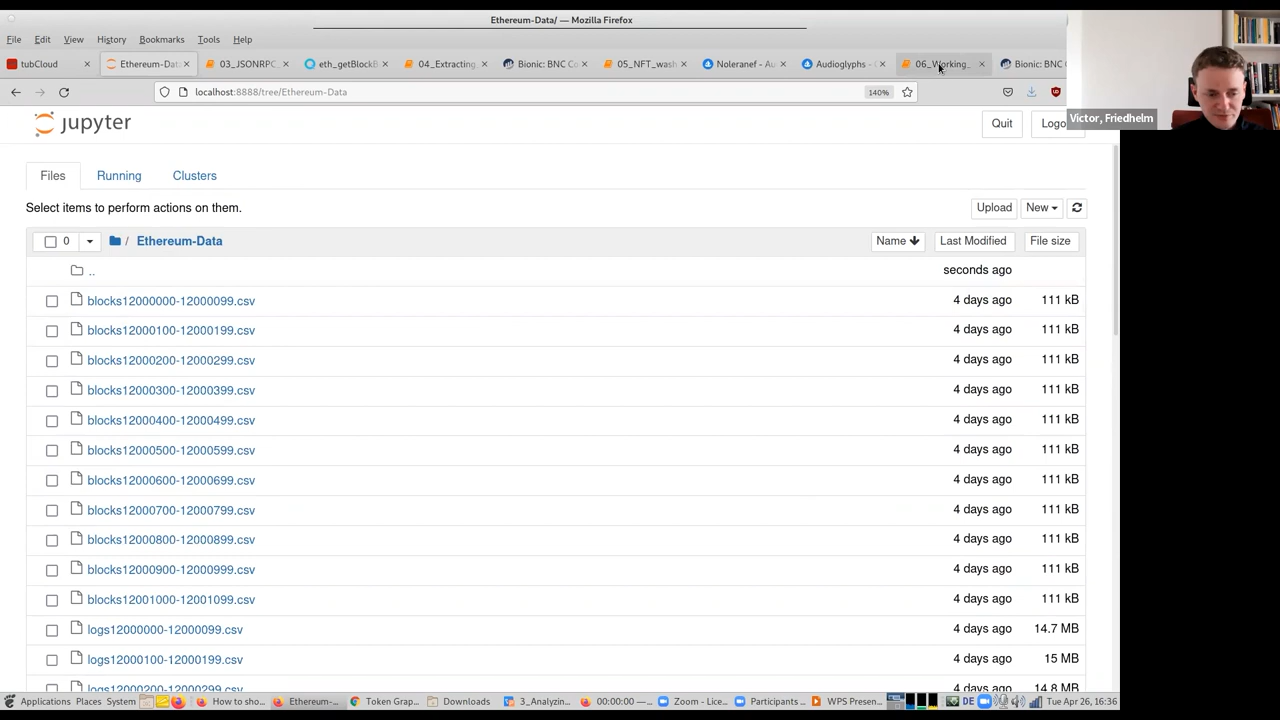 Ethereum-Data/ — Mozilla Firefox
File Edit View History Bookmarks Tools Help
tubCloud Ethereum-Dat 03_JSONRPC eth_getBlockB 04_Extracting Bionic: BNC Co 05_NFT_wash Noleranef - Au Audioglyphs - C 06_Working_ Bionic: BNC
localhost:8888/tree/Ethereum-Data 140%
Victor, Friedhelm
jupyter Quit Logo
Files Running Clusters
Select items to perform actions on them. Upload New
0 / Ethereum-Data Name Last Modified File size
.. seconds ago
blocks12000000-12000099.csv 4 days ago 111 kB
blocks12000100-12000199.csv 4 days ago 111 kB
blocks12000200-12000299.csv 4 days ago 111 kB
blocks12000300-12000399.csv 4 days ago 111 kB
blocks12000400-12000499.csv 4 days ago 111 kB
blocks12000500-12000599.csv 4 days ago 111 kB
blocks12000600-12000699.csv 4 days ago 111 kB
blocks12000700-12000799.csv 4 days ago 111 kB
blocks12000800-12000899.csv 4 days ago 111 kB
blocks12000900-12000999.csv 4 days ago 111 kB
blocks12001000-12001099.csv 4 days ago 111 kB
logs12000000-12000099.csv 4 days ago 14.7 MB
logs12000100-12000199.csv 4 days ago 15 MB
logs12000200-12000299.csv 4 days ago 14.8 MB
Applications Places System How to sho... Ethereum-... Token Grap... Downloads 3_Analyzin... 00:00:00 —... Zoom - Lice... Participants ... WPS Presen... DE Tue Apr 26, 16:36